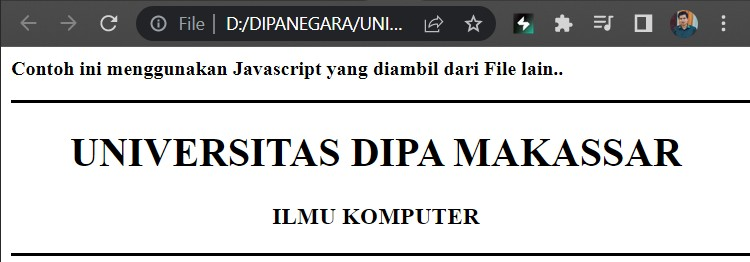 File | D:/DIPANEGARA/UNI...
Contoh ini menggunakan Javascript yang diambil dari File lain..
UNIVERSITAS DIPA MAKASSAR
ILMU KOMPUTER